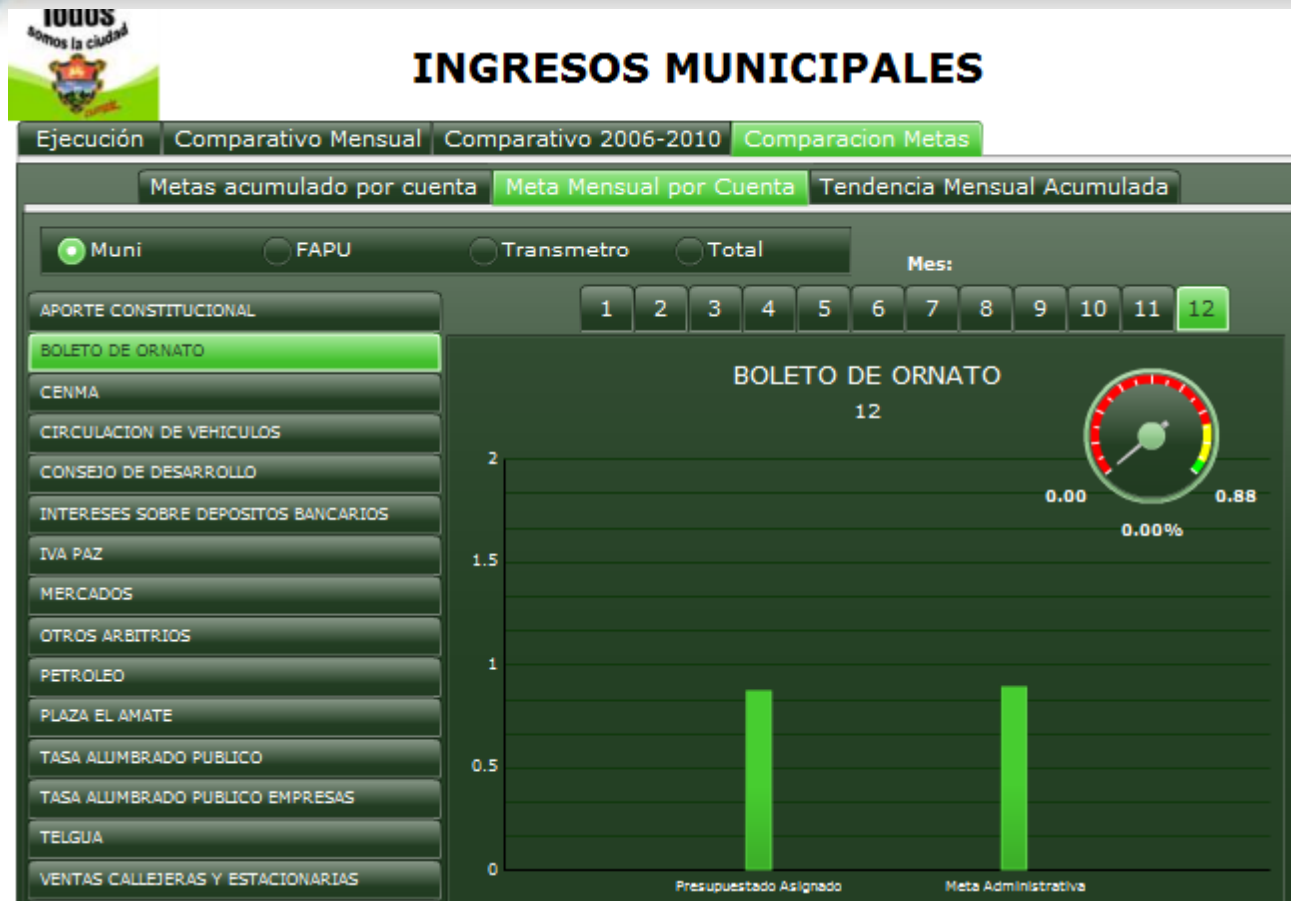 TODOS
somos la ciudad
INGRESOS MUNICIPALES
Ejecución Comparativo Mensual Comparativo 2006-2010 Comparacion Metas
Metas acumulado por cuenta Meta Mensual por Cuenta Tendencia Mensual Acumulada
Muni FAPU Transmetro Total
Mes:
1 2 3 4 5 6 7 8 9 10 11 12
APORTE CONSTITUCIONAL
BOLETO DE ORNATO
CENMA
CIRCULACION DE VEHICULOS
CONSEJO DE DESARROLLO
INTERESES SOBRE DEPOSITOS BANCARIOS
IVA PAZ
MERCADOS
OTROS ARBITRIOS
PETROLEO
PLAZA EL AMATE
TASA ALUMBRADO PUBLICO
TASA ALUMBRADO PUBLICO EMPRESAS
TELGUA
VENTAS CALLEJERAS Y ESTACIONARIAS
BOLETO DE ORNATO
12
0.00 0.88
0.00%
2
1.5
1
0.5
0
Presupuestado Asignado Meta Administrativa